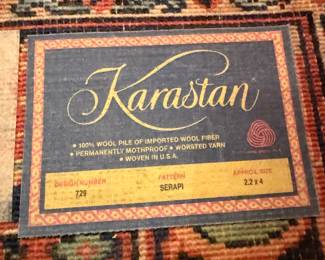 Karastan
• 100% WOOL PILE OF IMPORTED WOOL FIBER
• PERMANENTLY MOTHPROOF • WORSTED YARN
• WOVEN IN U.S.A.
DESIGN NUMBER PATTERN APPROX. SIZE
729 SERAPI 2.2 x 4